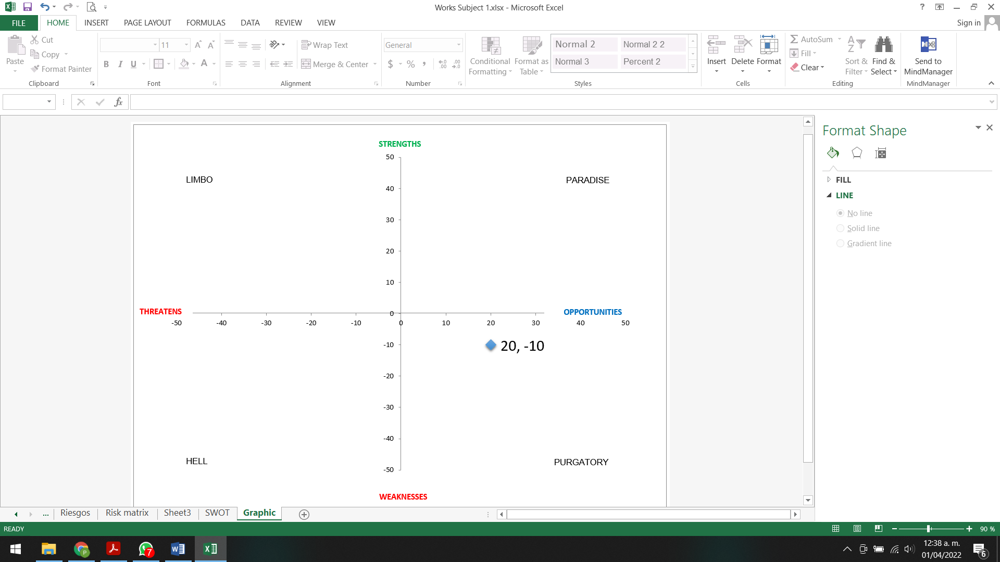 Works Subject 1.xlsx - Microsoft Excel
?
FILE HOME INSERT PAGE LAYOUT FORMULAS DATA REVIEW VIEW Sign in
Paste Cut Copy Format Painter
Clipboard
11 A A
B I U A
Font
Wrap Text
Merge & Center
Alignment
General
$ % , .00 .0
Number
Conditional Formatting
Format as Table
Normal 2 Normal 2 2
Normal 3 Percent 2
Styles
Insert Delete Format
Cells
AutoSum
Fill
Clear
Sort & Filter
Find & Select
Editing
Send to MindManager
MindManager
fx
STRENGTHS
50
LIMBO PARADISE
40
30
20
10
THREATENS 0 OPPORTUNITIES
-50 -40 -30 -20 -10 0 10 20 30 40 50
-10 20, -10
-20
-30
-40
HELL PURGATORY
-50
WEAKNESSES
Format Shape
FILL
LINE
No line
Solid line
Gradient line
... Riesgos Risk matrix Sheet3 SWOT Graphic
READY 90 %
7
12:38 a. m.
01/04/2022
6